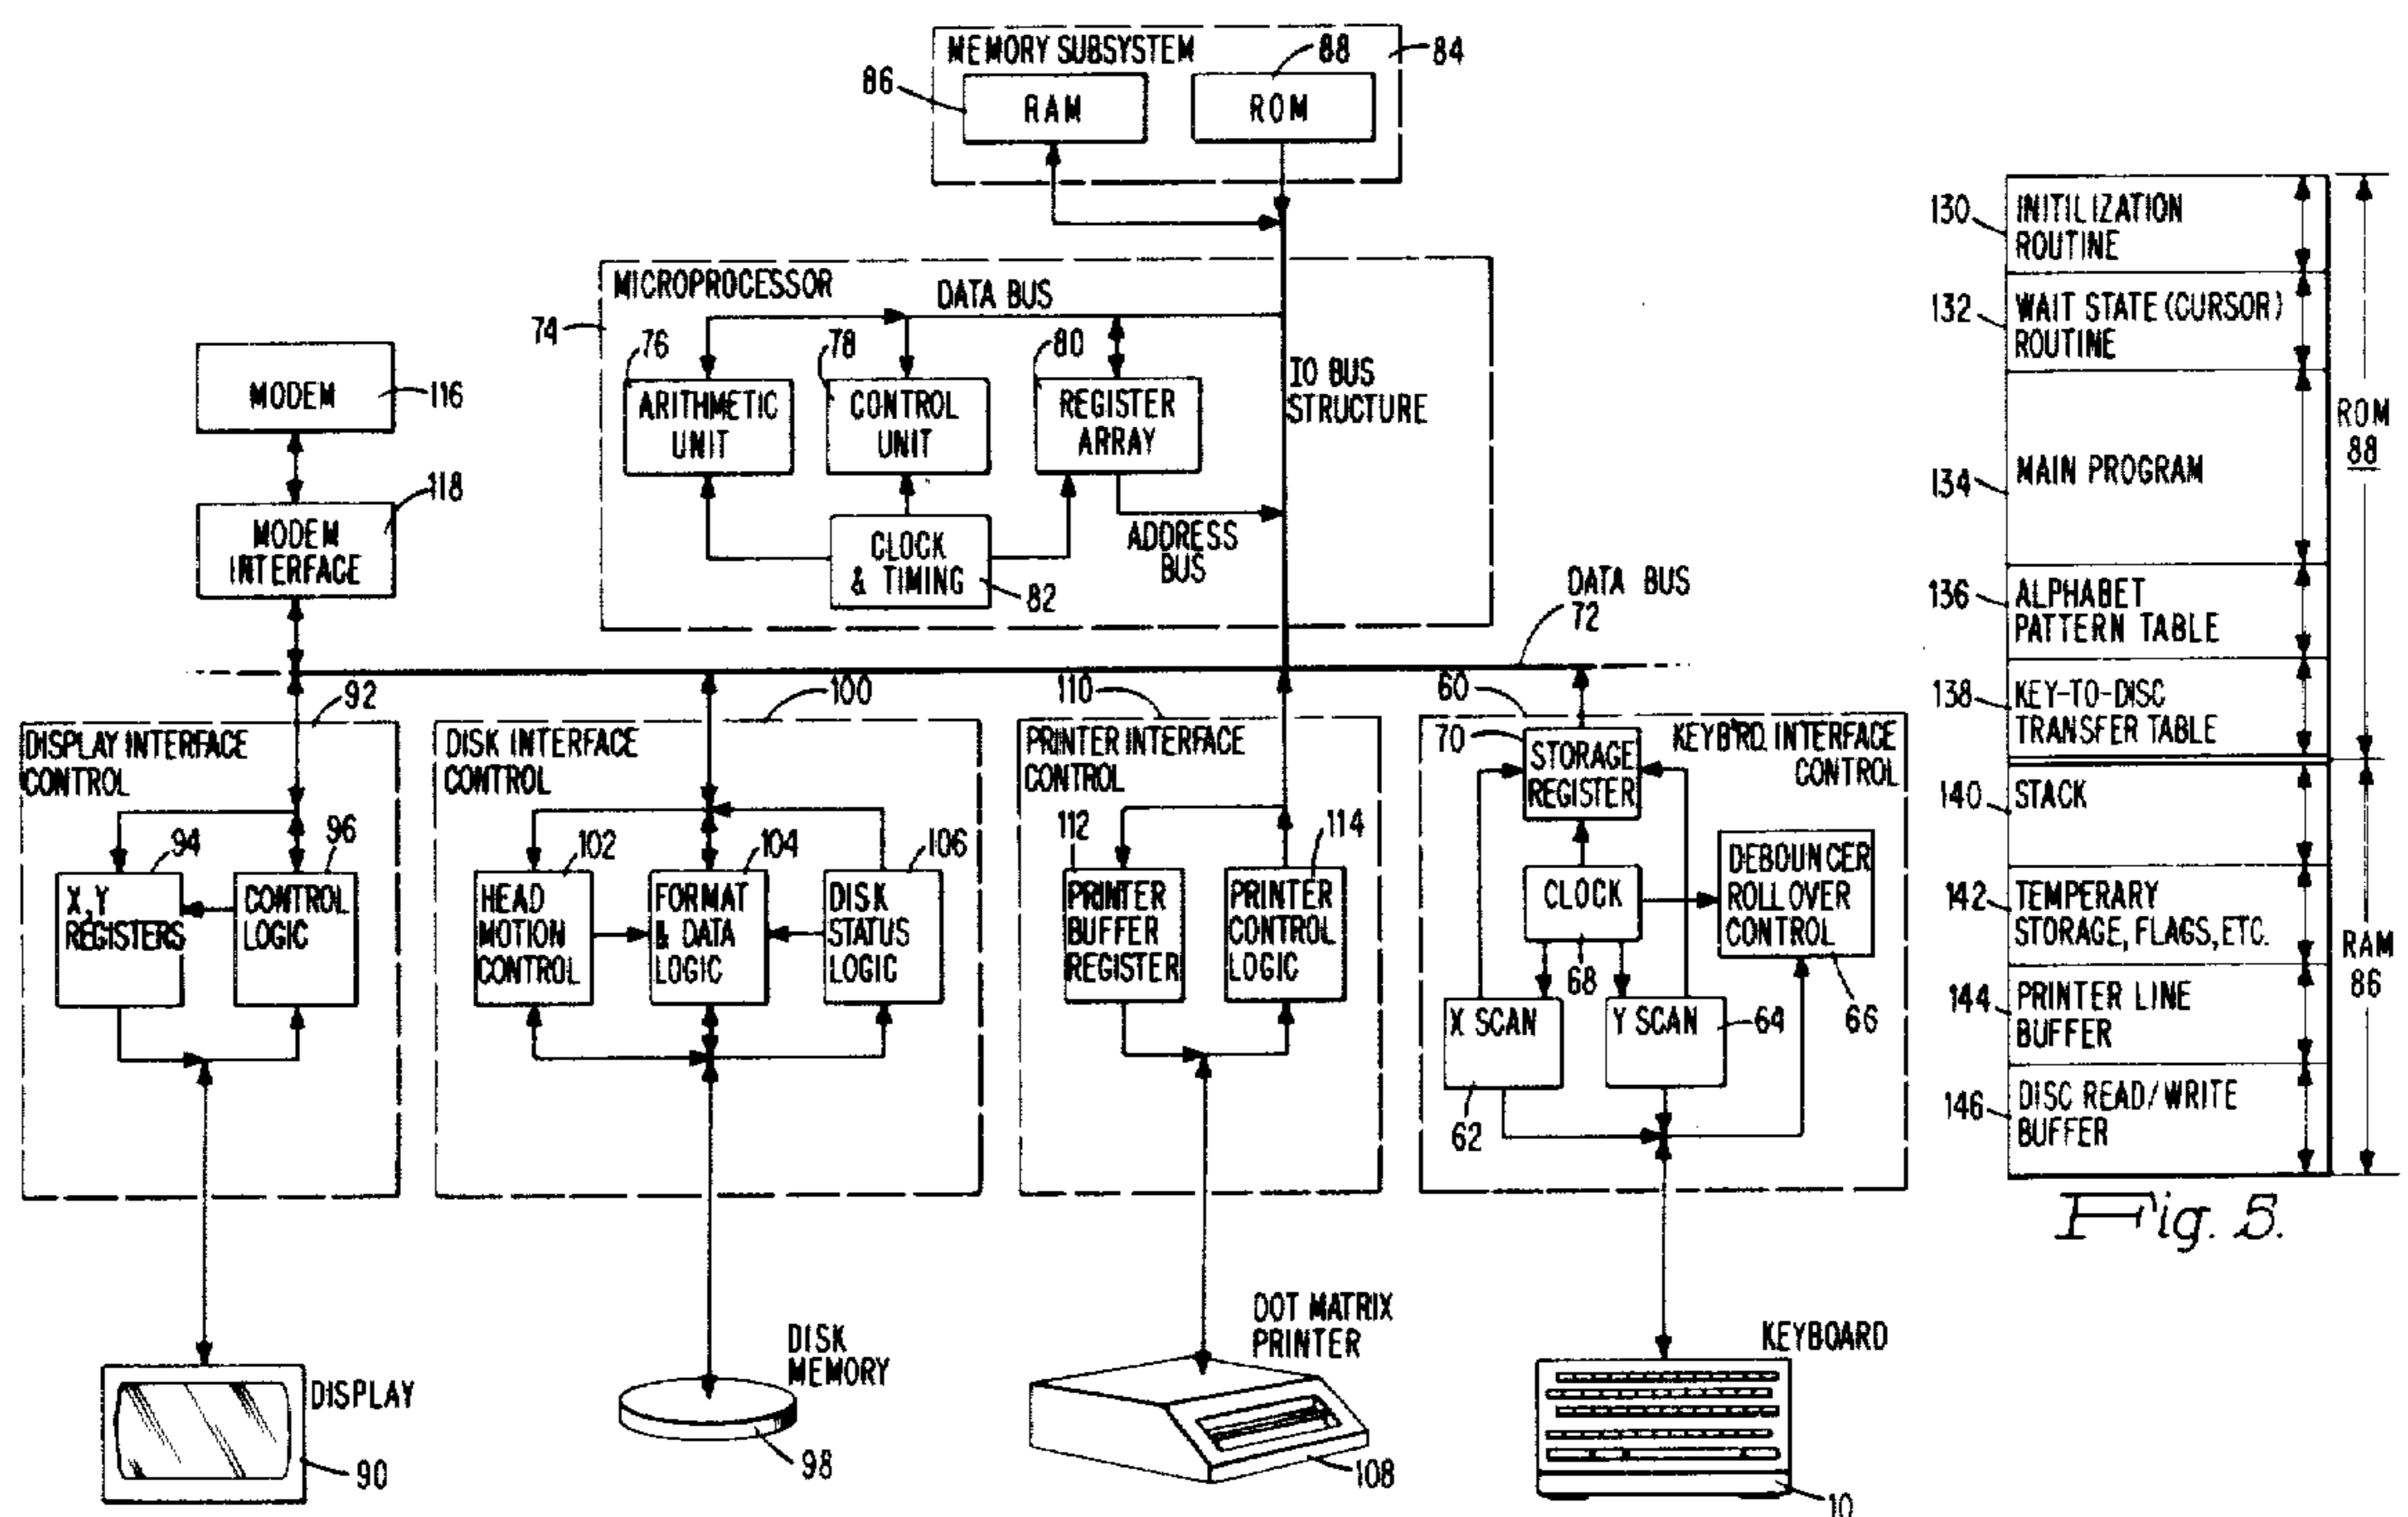 MEMORY SUBSYSTEM
88
84
86
RAM
ROM
MICROPROCESSOR
DATA BUS
74
76
78
80
ARITHMETIC
UNIT
CONTROL
UNIT
REGISTER
ARRAY
IO BUS
STRUCTURE
CLOCK
& TIMING
82
ADDRESS
BUS
MODEM
116
118
MODEM
INTERFACE
DATA BUS
72
92
DISPLAY INTERFACE
CONTROL
94
96
X, Y
REGISTERS
CONTROL
LOGIC
DISPLAY
90
100
DISK INTERFACE
CONTROL
102
104
106
HEAD
MOTION
CONTROL
FORMAT
& DATA
LOGIC
DISK
STATUS
LOGIC
DISK
MEMORY
98
110
PRINTER INTERFACE
CONTROL
112
114
PRINTER
BUFFER
REGISTER
PRINTER
CONTROL
LOGIC
DOT MATRIX
PRINTER
108
60
KEYB'RD. INTERFACE
CONTROL
70
STORAGE
REGISTER
CLOCK
68
DEBOUNCER
ROLLOVER
CONTROL
66
X SCAN
62
Y SCAN
64
KEYBOARD
10
130
INITILIZATION
ROUTINE
132
WAIT STATE (CURSOR)
ROUTINE
134
MAIN PROGRAM
136
ALPHABET
PATTERN TABLE
138
KEY-TO-DISC
TRANSFER TABLE
ROM
88
140
STACK
142
TEMPERARY
STORAGE, FLAGS, ETC.
144
PRINTER LINE
BUFFER
146
DISC READ/WRITE
BUFFER
RAM
86
Fig. 5.